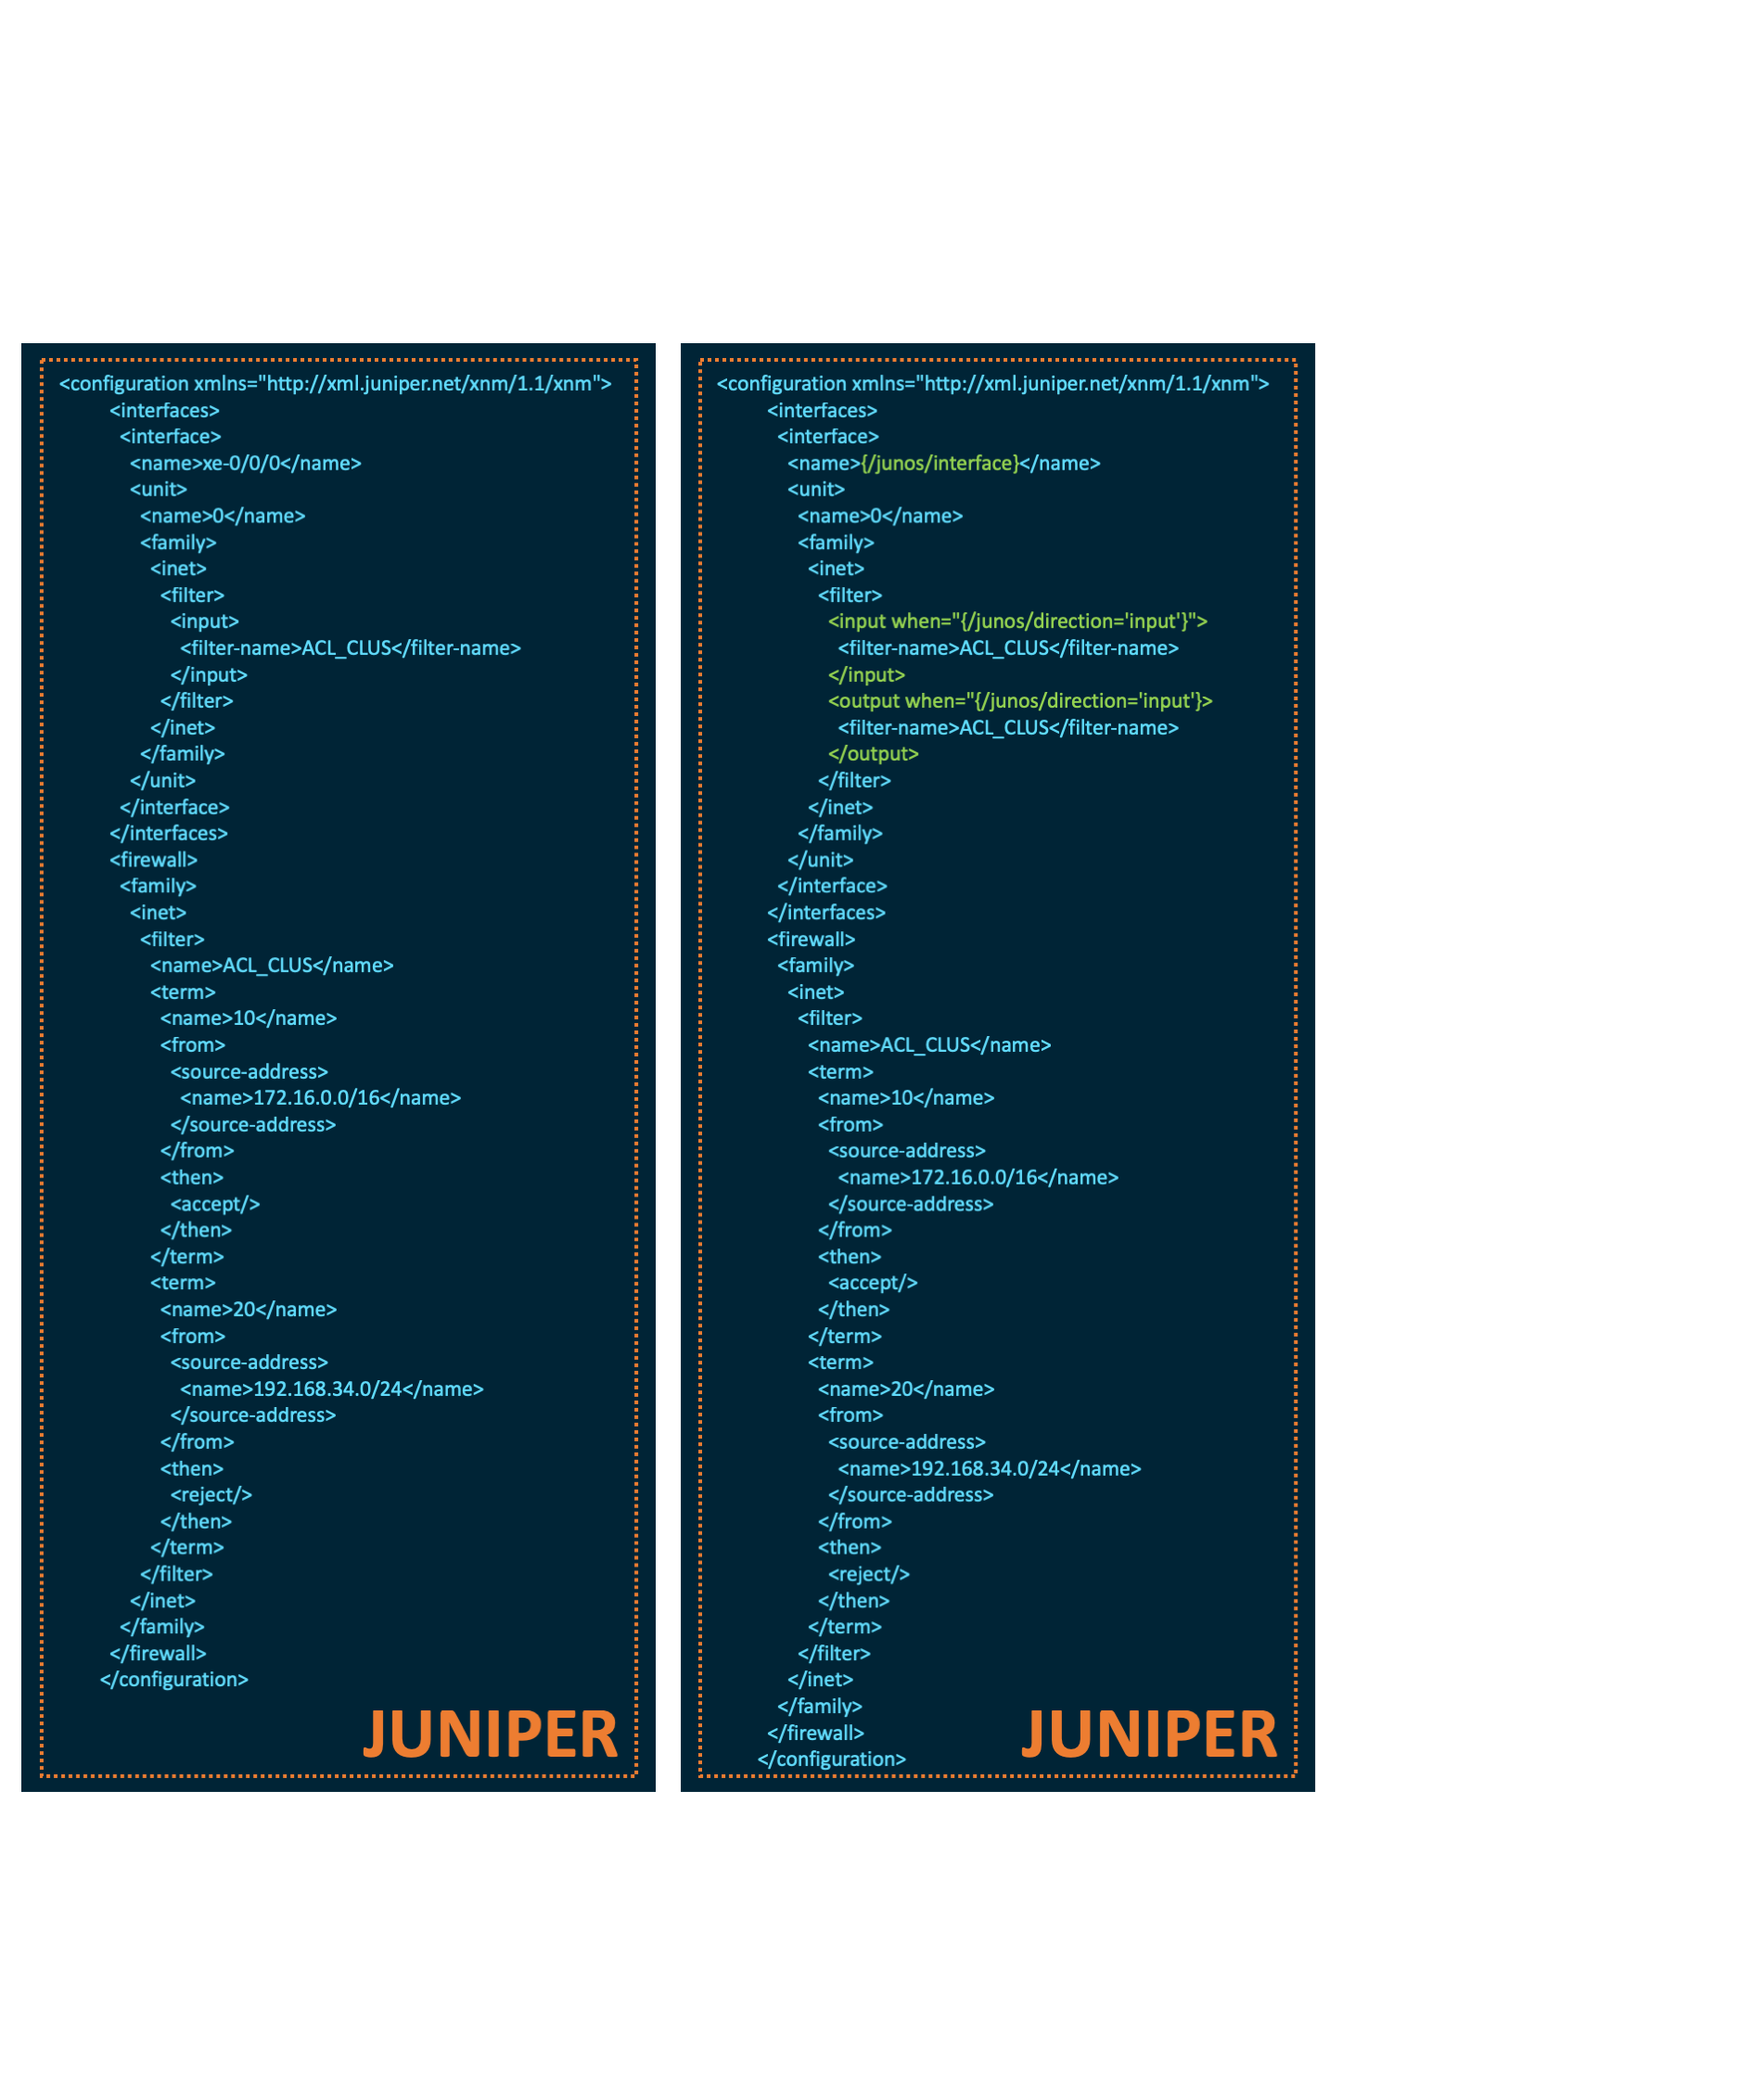 <configuration xmlns="http://xml.juniper.net/xnm/1.1/xnm">
<interfaces>
<interface>
<name>xe-0/0/0</name>
<unit>
<name>0</name>
<family>
<inet>
<filter>
<input>
<filter-name>ACL_CLUS</filter-name>
</input>
</filter>
</inet>
</family>
</unit>
</interface>
</interfaces>
<firewall>
<family>
<inet>
<filter>
<name>ACL_CLUS</name>
<term>
<name>10</name>
<from>
<source-address>
<name>172.16.0.0/16</name>
</source-address>
</from>
<then>
<accept/>
</then>
</term>
<term>
<name>20</name>
<from>
<source-address>
<name>192.168.34.0/24</name>
</source-address>
</from>
<then>
<reject/>
</then>
</term>
</filter>
</inet>
</family>
</firewall>
</configuration>
JUNIPER
<configuration xmlns="http://xml.juniper.net/xnm/1.1/xnm">
<interfaces>
<interface>
<name>{/junos/interface}</name>
<unit>
<name>0</name>
<family>
<inet>
<filter>
<input when="{/junos/direction='input'}">
<filter-name>ACL_CLUS</filter-name>
</input>
<output when="{/junos/direction='input'}>
<filter-name>ACL_CLUS</filter-name>
</output>
</filter>
</inet>
</family>
</unit>
</interface>
</interfaces>
<firewall>
<family>
<inet>
<filter>
<name>ACL_CLUS</name>
<term>
<name>10</name>
<from>
<source-address>
<name>172.16.0.0/16</name>
</source-address>
</from>
<then>
<accept/>
</then>
</term>
<term>
<name>20</name>
<from>
<source-address>
<name>192.168.34.0/24</name>
</source-address>
</from>
<then>
<reject/>
</then>
</term>
</filter>
</inet>
</family>
</firewall>
</configuration>
JUNIPER